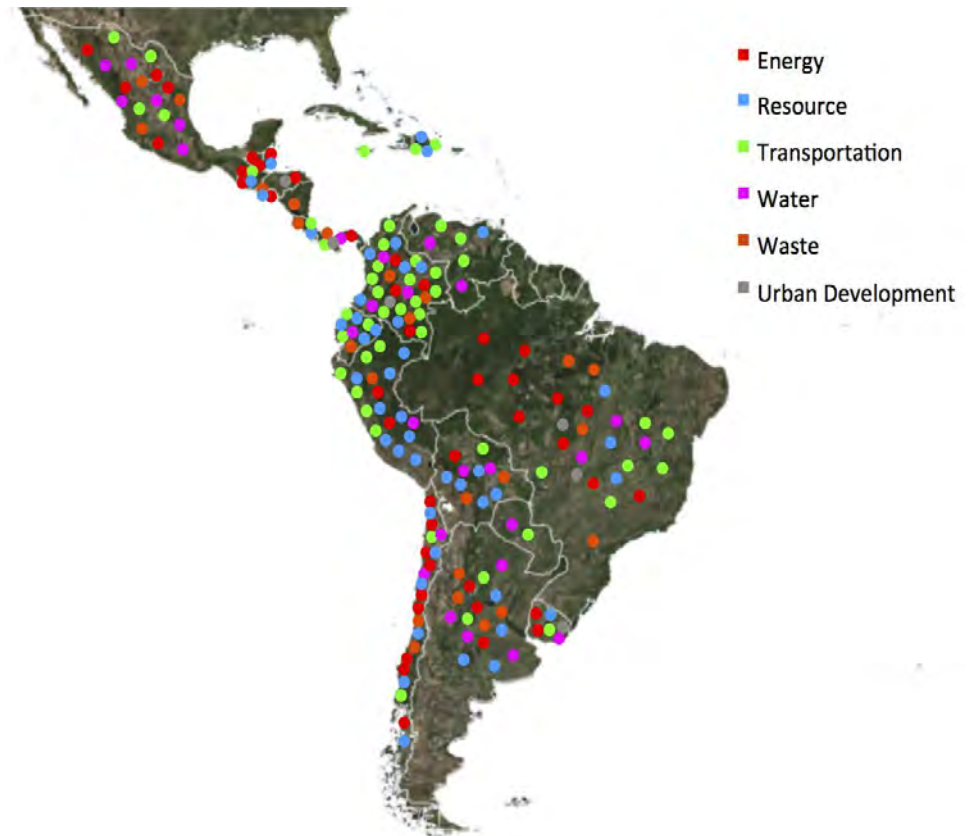 Energy
Resource
Transportation
Water
Waste
Urban Development